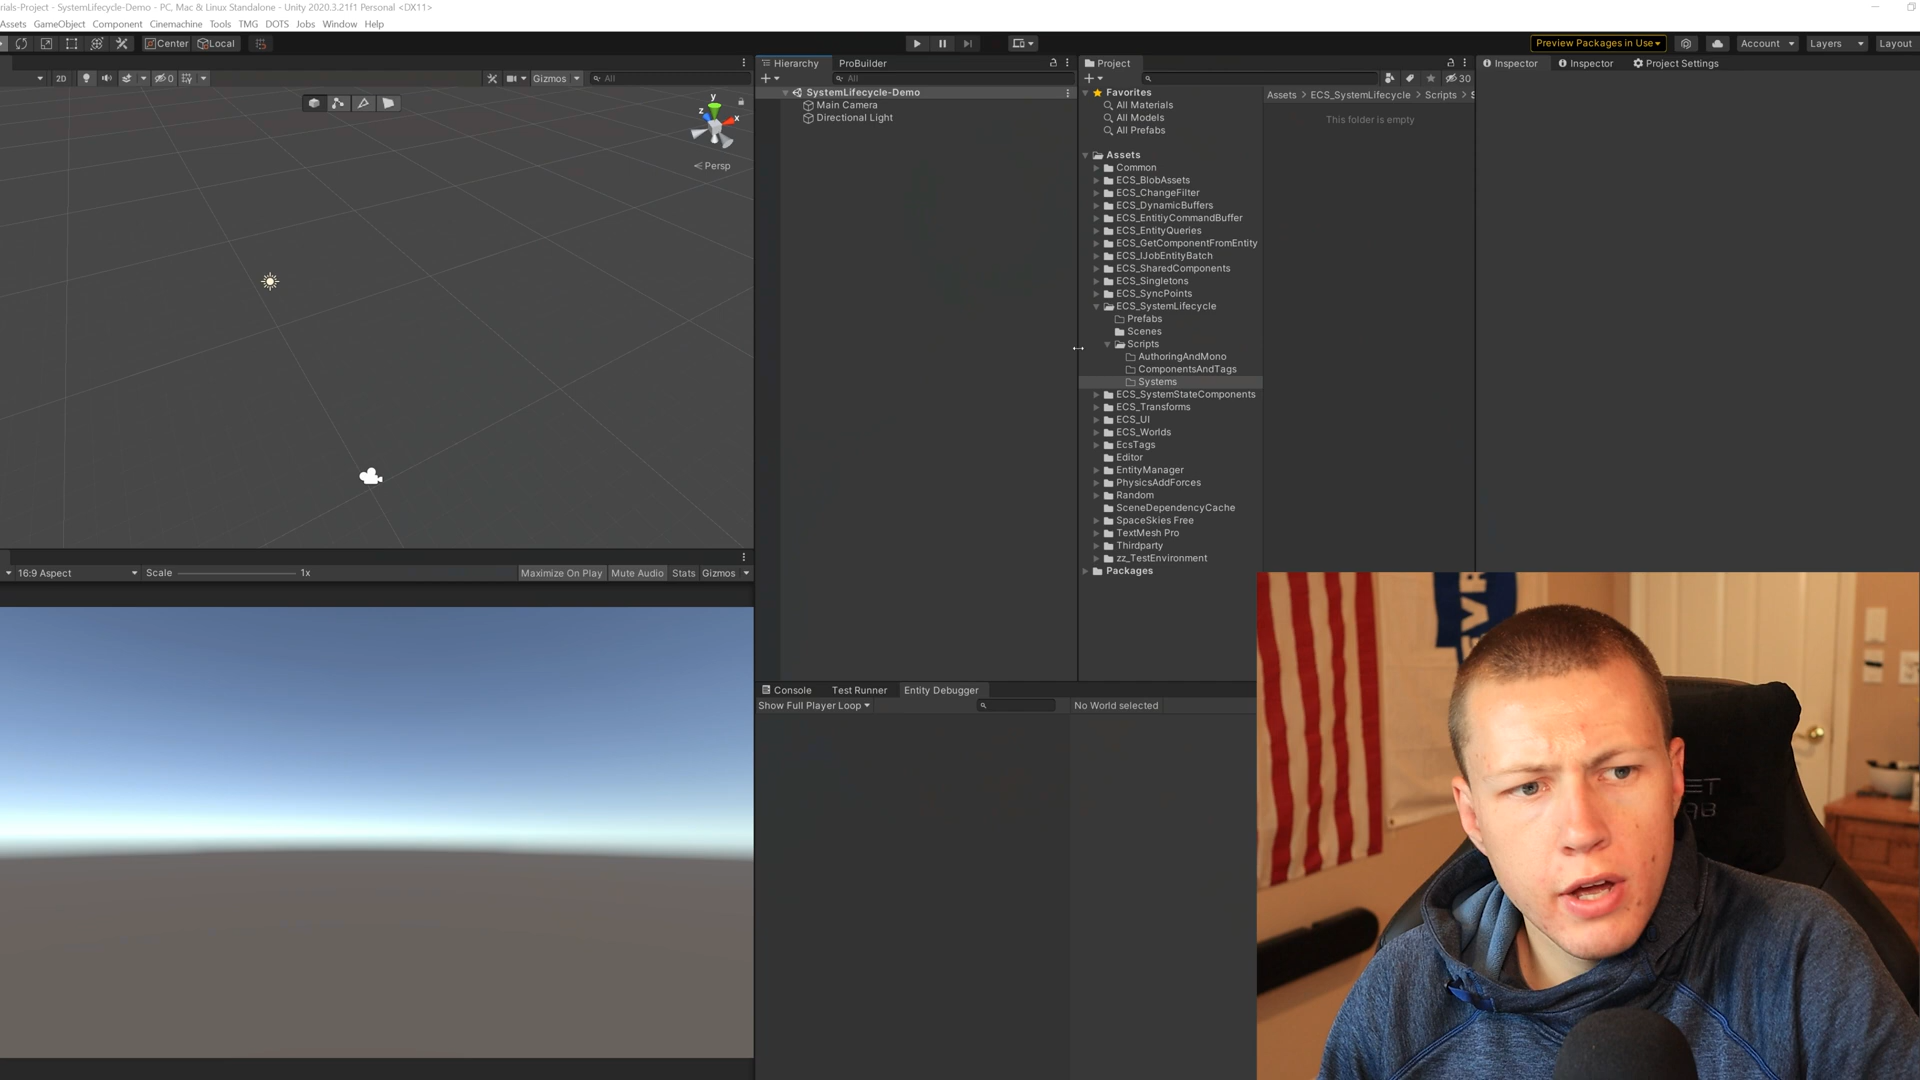 rials-Project - SystemLifecycle-Demo - PC, Mac & Linux Standalone - Unity 2020.3.21f1 Personal <DX11>
Assets GameObject Component Cinemachine Tools TMG DOTS Jobs Window Help
Center Local Preview Packages in Use Account Layers Layout
Hierarchy ProBuilder Project Inspector Inspector Project Settings
2D 0 Gizmos All All 30
SystemLifecycle-Demo
Main Camera
Directional Light
y
z x
Persp
Favorites
All Materials
All Models
All Prefabs
Assets
Common
ECS_BlobAssets
ECS_ChangeFilter
ECS_DynamicBuffers
ECS_EntitiyCommandBuffer
ECS_EntityQueries
ECS_GetComponentFromEntity
ECS_IJobEntityBatch
ECS_SharedComponents
ECS_Singletons
ECS_SyncPoints
ECS_SystemLifecycle
Prefabs
Scenes
Scripts
AuthoringAndMono
ComponentsAndTags
Systems
ECS_SystemStateComponents
ECS_Transforms
ECS_UI
ECS_Worlds
EcsTags
Editor
EntityManager
PhysicsAddForces
Random
SceneDependencyCache
SpaceSkies Free
TextMesh Pro
Thirdparty
zz_TestEnvironment
Packages
Assets > ECS_SystemLifecycle > Scripts > S
This folder is empty
16:9 Aspect Scale 1x Maximize On Play Mute Audio Stats Gizmos
Console Test Runner Entity Debugger
Show Full Player Loop No World selected